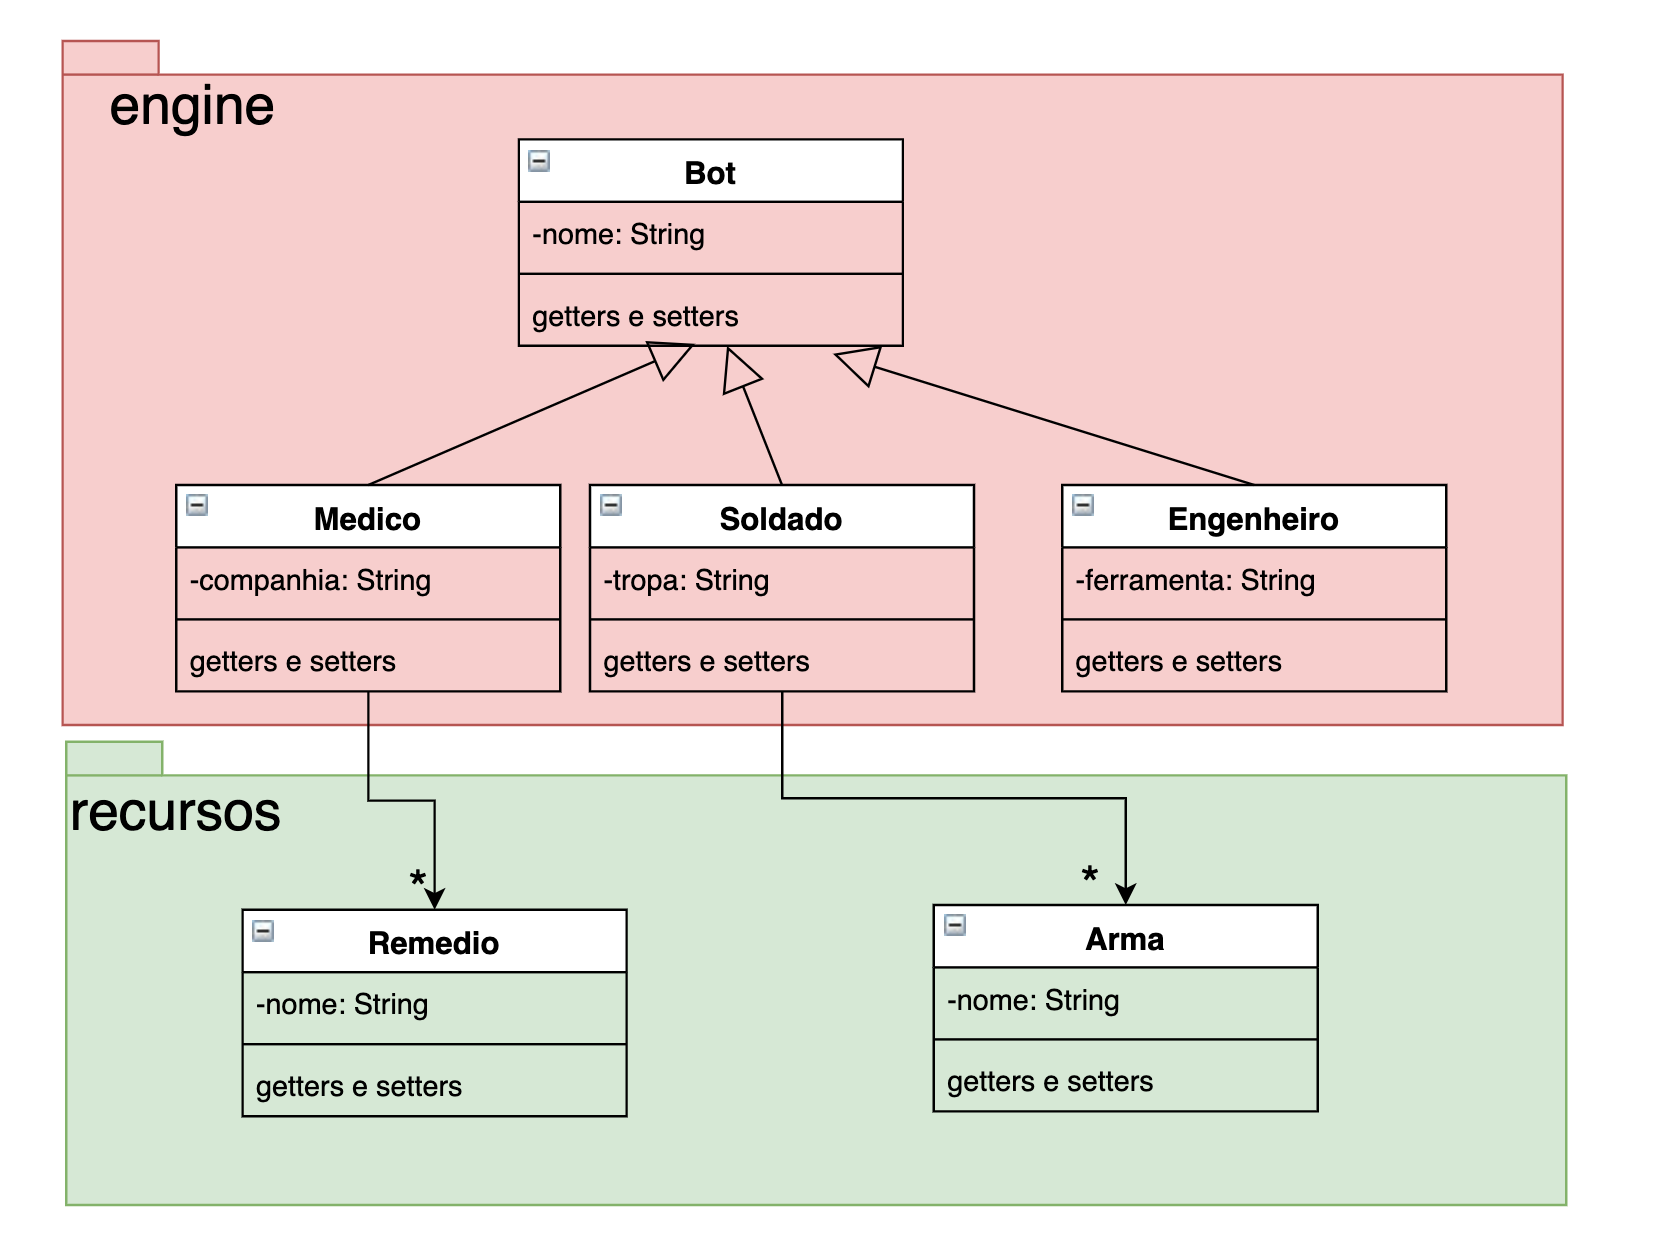 engine
Bot
-nome: String
getters e setters
Medico
-companhia: String
getters e setters
Soldado
-tropa: String
getters e setters
Engenheiro
-ferramenta: String
getters e setters
recursos
*
Remedio
-nome: String
getters e setters
*
Arma
-nome: String
getters e setters